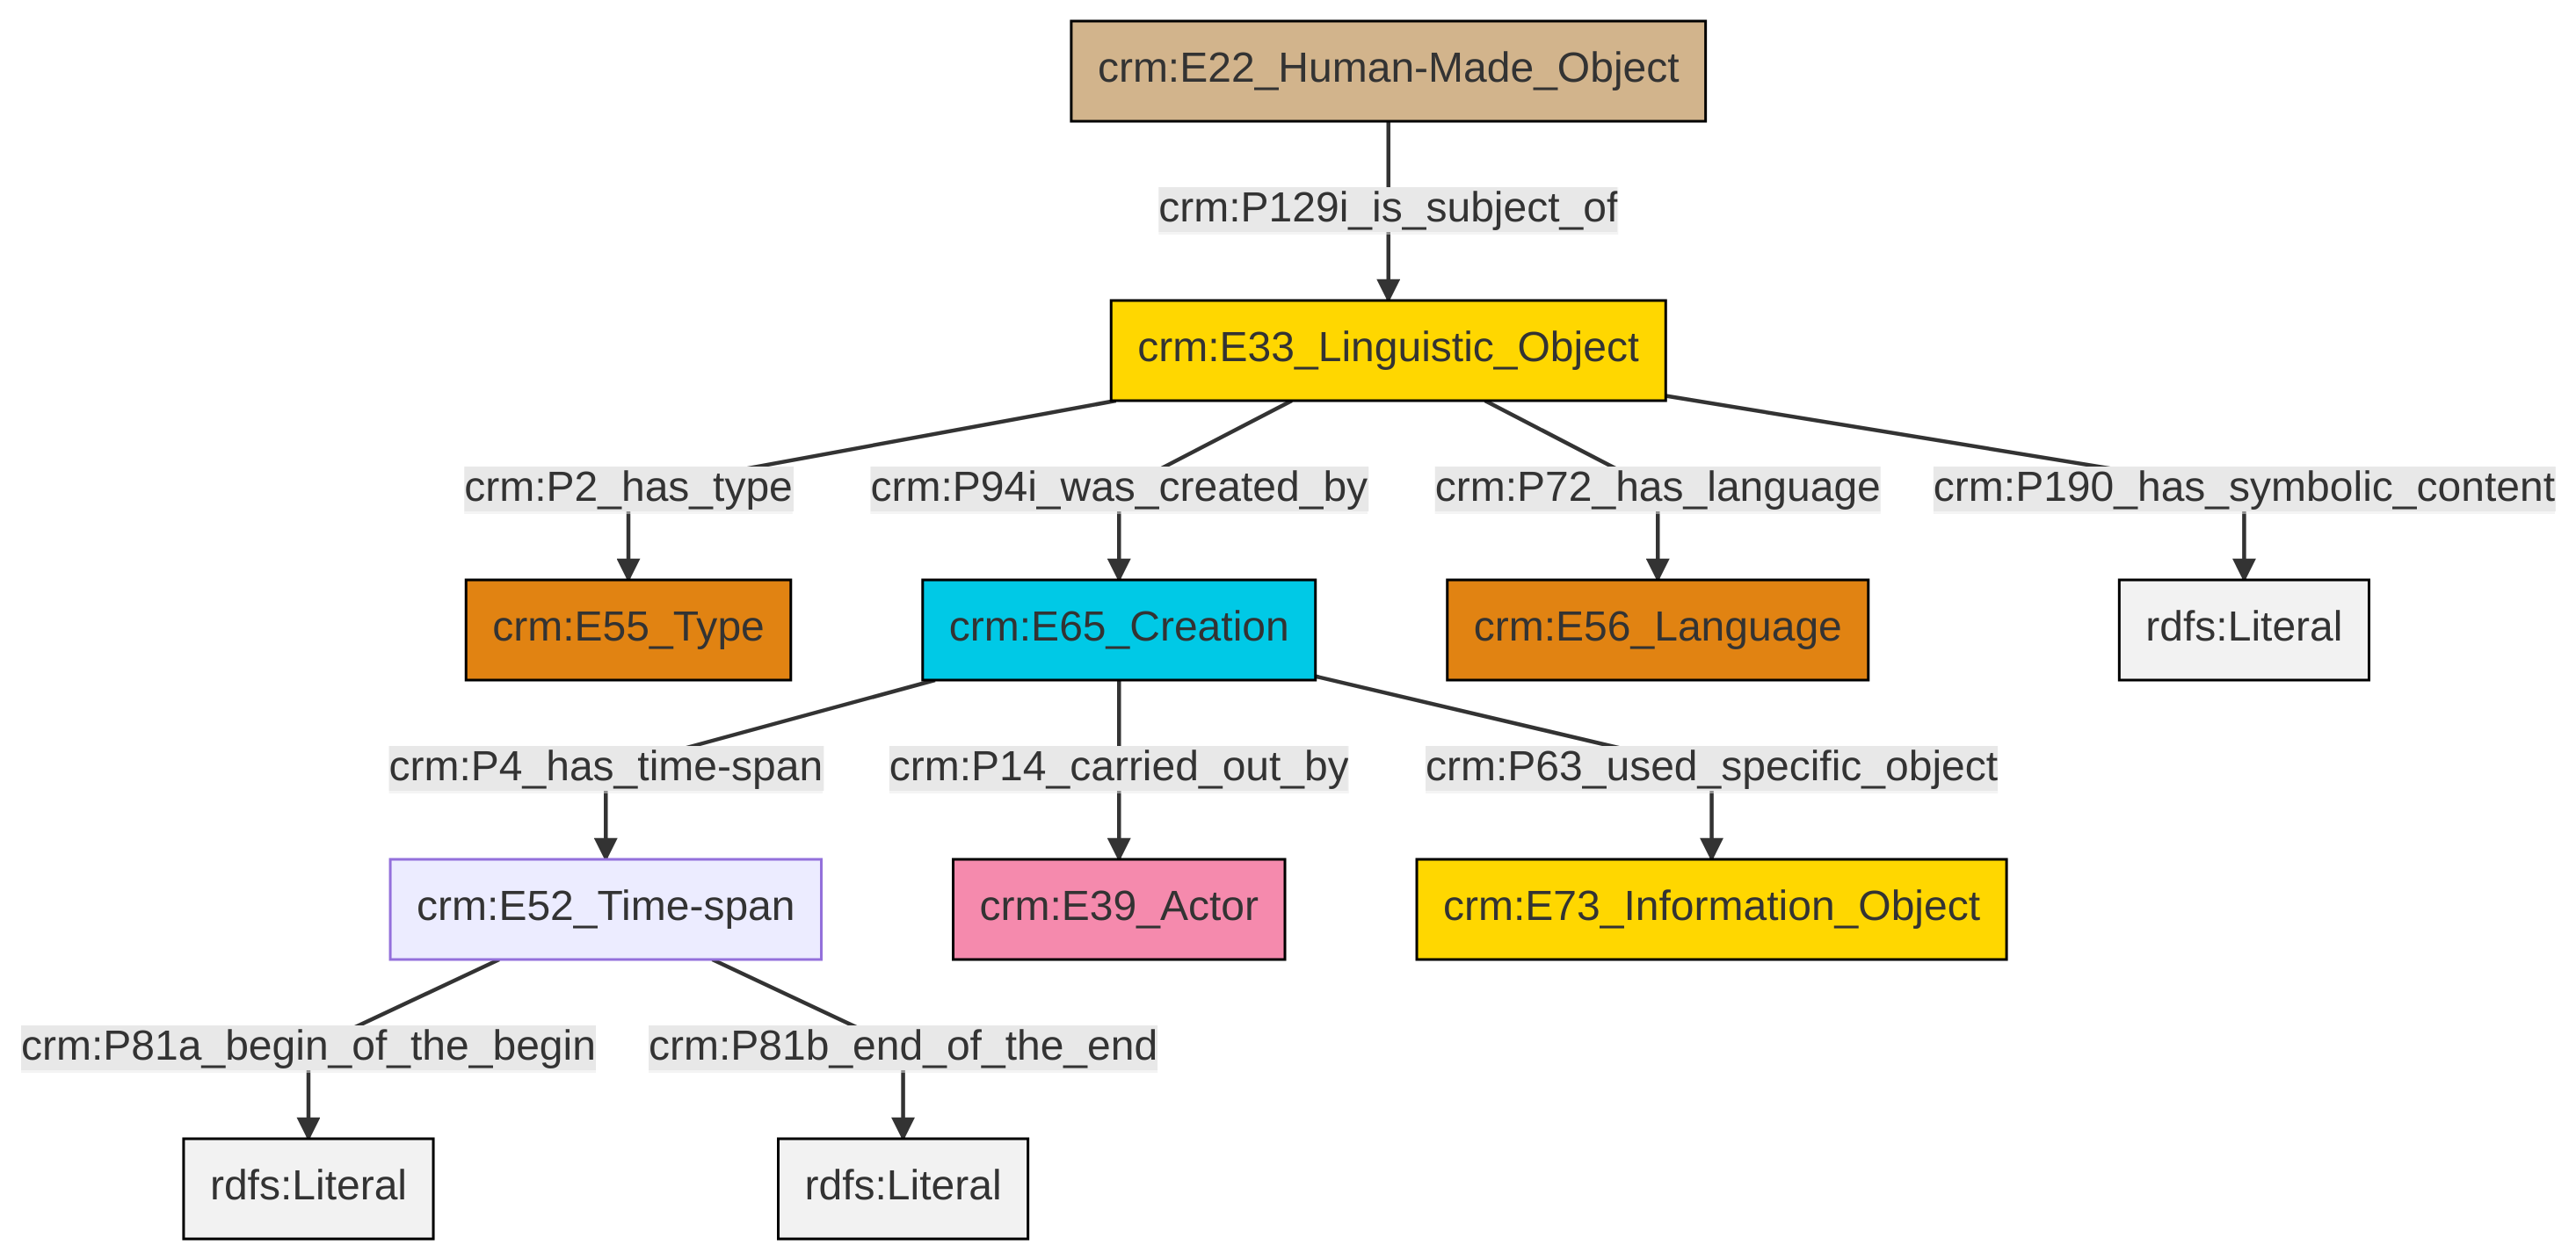 crm:E22_Human-Made_Object
crm:P129i_is_subject_of
crm:E33_Linguistic_Object
crm:P2_has_type
crm:P94i_was_created_by
crm:P72_has_language
crm:P190_has_symbolic_content
crm:E55_Type
crm:E65_Creation
crm:E56_Language
rdfs:Literal
crm:P4_has_time-span
crm:P14_carried_out_by
crm:P63_used_specific_object
crm:E52_Time-span
crm:E39_Actor
crm:E73_Information_Object
crm:P81a_begin_of_the_begin
crm:P81b_end_of_the_end
rdfs:Literal
rdfs:Literal